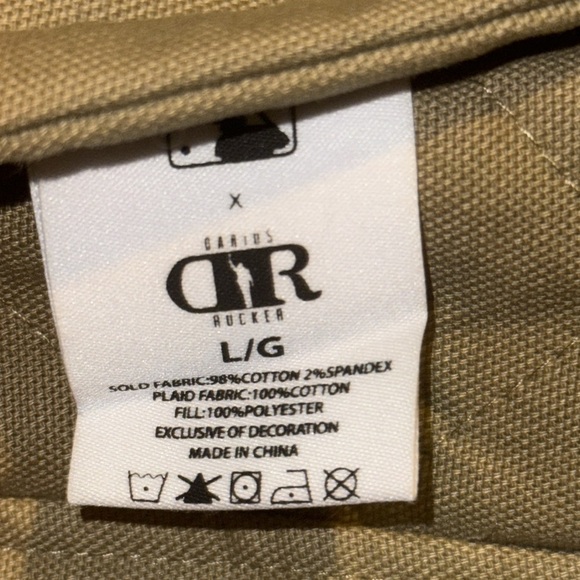 X
DARIUS
DR
RUCKER
L/G
SOLD FABRIC:98%COTTON 2%SPANDEX
PLAID FABRIC:100%COTTON
FILL:100%POLYESTER
EXCLUSIVE OF DECORATION
MADE IN CHINA